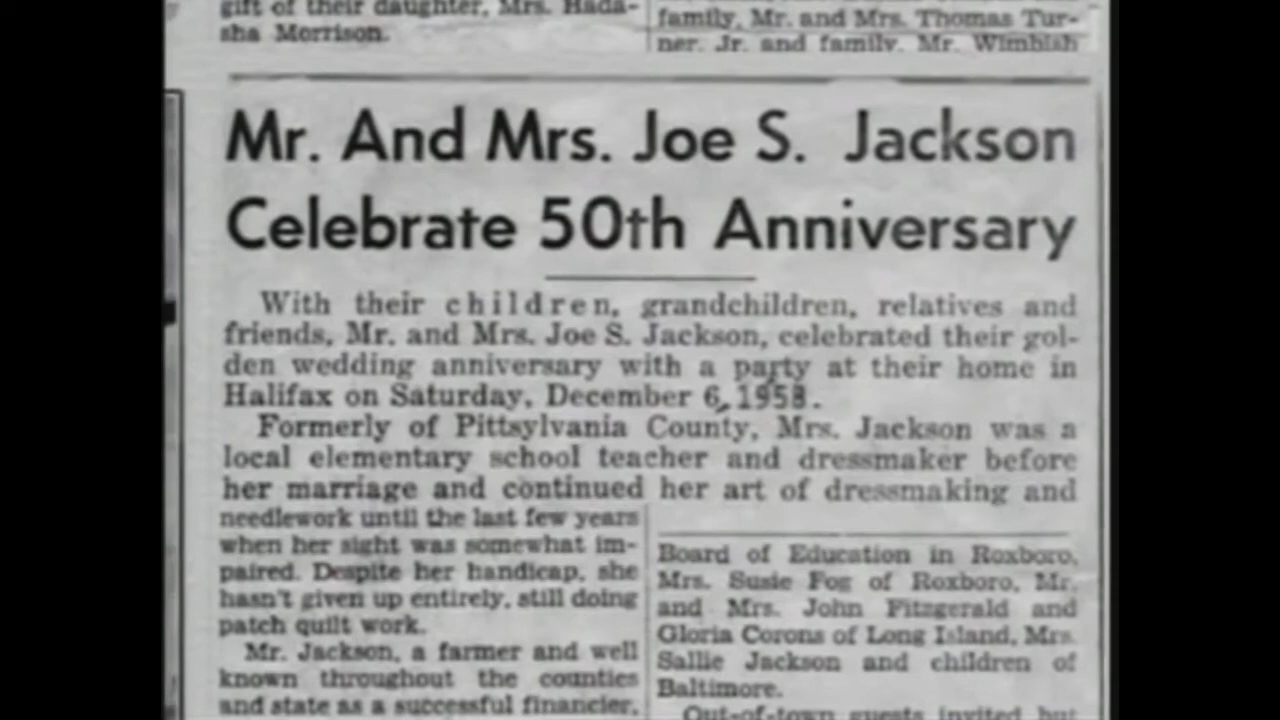 gift of their daughter, Mrs. Hada-
sha Morrison.
family, Mr. and Mrs. Thomas Tur-
ner, Jr. and family, Mr. Wimbish
Mr. And Mrs. Joe S. Jackson
Celebrate 50th Anniversary
With their children, grandchildren, relatives and
friends, Mr. and Mrs. Joe S. Jackson, celebrated their gol-
den wedding anniversary with a party at their home in
Halifax on Saturday, December 6, 1958.
Formerly of Pittsylvania County, Mrs. Jackson was a
local elementary school teacher and dressmaker before
her marriage and continued her art of dressmaking and
needlework until the last few years
when her sight was somewhat im-
paired. Despite her handicap, she
hasn't given up entirely, still doing
patch quilt work.
Mr. Jackson, a farmer and well
known throughout the counties
and state as a successful financier,
Board of Education in Roxboro,
Mrs. Susie Fog of Roxboro, Mr.
and Mrs. John Fitzgerald and
Gloria Corons of Long Island, Mrs.
Sallie Jackson and children of
Baltimore.
Out-of-town guests invited but